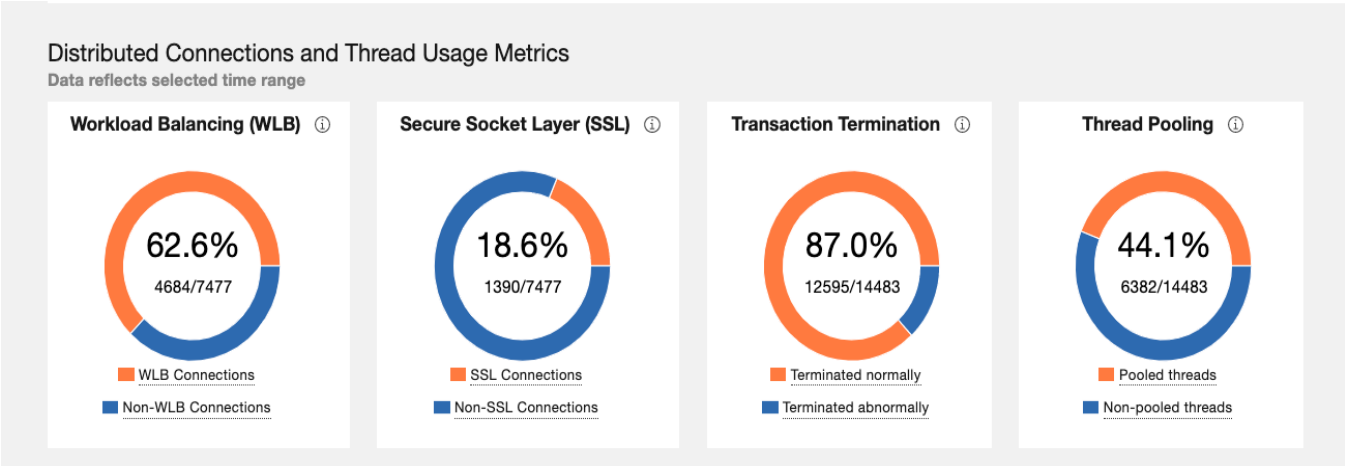 Distributed Connections and Thread Usage Metrics
Data reflects selected time range
Workload Balancing (WLB)
62.6%
4684/7477
WLB Connections
Non-WLB Connections
Secure Socket Layer (SSL)
18.6%
1390/7477
SSL Connections
Non-SSL Connections
Transaction Termination
87.0%
12595/14483
Terminated normally
Terminated abnormally
Thread Pooling
44.1%
6382/14483
Pooled threads
Non-pooled threads